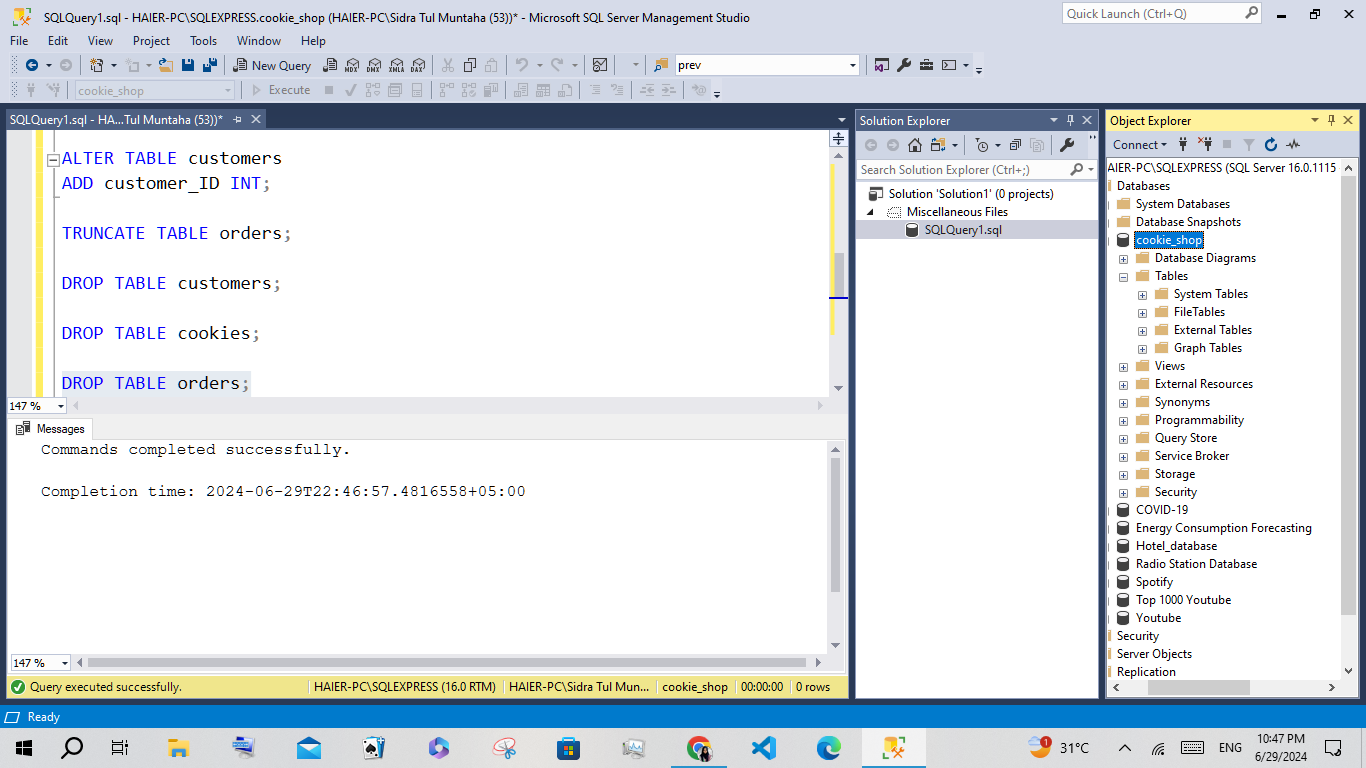 SQLQuery1.sql - HAIER-PC\SQLEXPRESS.cookie_shop (HAIER-PC\Sidra Tul Muntaha (53))* - Microsoft SQL Server Management Studio
Quick Launch (Ctrl+Q)
File Edit View Project Tools Window Help
New Query MDX DMX XMLA DAX prev
cookie_shop Execute
SQLQuery1.sql - HA...Tul Muntaha (53))*
ALTER TABLE customers
ADD customer_ID INT;
TRUNCATE TABLE orders;
DROP TABLE customers;
DROP TABLE cookies;
DROP TABLE orders;
147 %
Messages
Commands completed successfully.
Completion time: 2024-06-29T22:46:57.4816558+05:00
147 %
Query executed successfully. HAIER-PC\SQLEXPRESS (16.0 RTM) HAIER-PC\Sidra Tul Mun... cookie_shop 00:00:00 0 rows
Solution Explorer
Search Solution Explorer (Ctrl+;)
Solution 'Solution1' (0 projects)
Miscellaneous Files
SQLQuery1.sql
Object Explorer
Connect
AIER-PC\SQLEXPRESS (SQL Server 16.0.1115
Databases
System Databases
Database Snapshots
cookie_shop
Database Diagrams
Tables
System Tables
FileTables
External Tables
Graph Tables
Views
External Resources
Synonyms
Programmability
Query Store
Service Broker
Storage
Security
COVID-19
Energy Consumption Forecasting
Hotel_database
Radio Station Database
Spotify
Top 1000 Youtube
Youtube
Security
Server Objects
Replication
Ready
1 31°C ENG 10:47 PM
6/29/2024